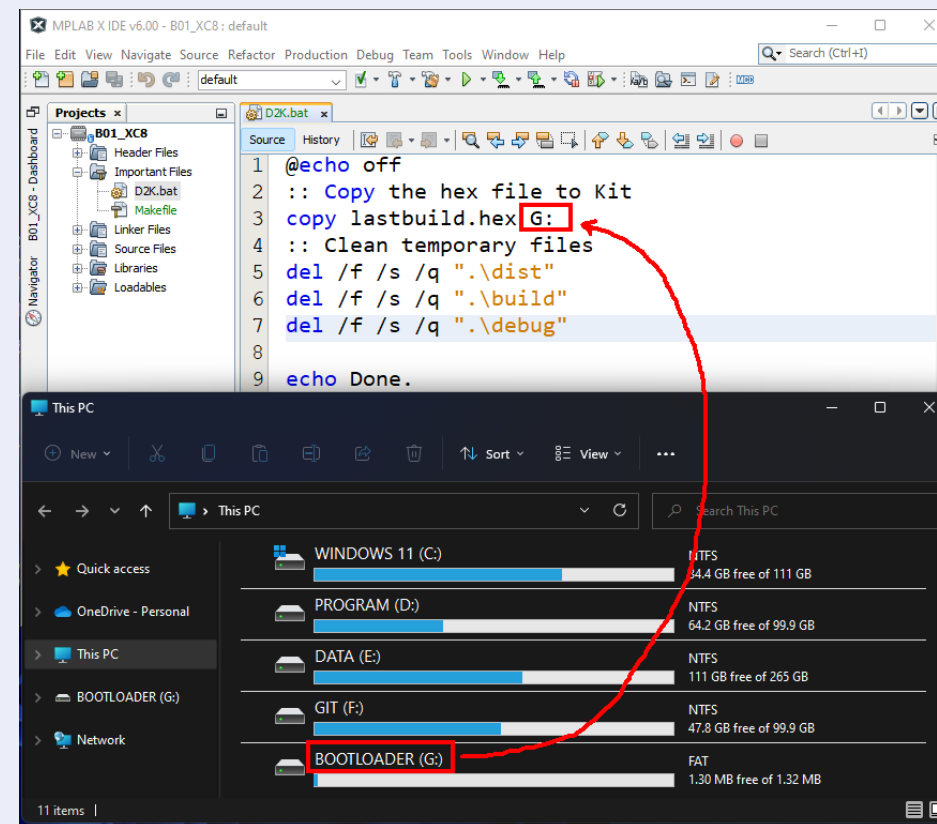 MPLAB X IDE v6.00 - B01_XC8 : default
File Edit View Navigate Source Refactor Production Debug Team Tools Window Help
Search (Ctrl+I)
default
Projects
D2K.bat
B01_XC8
Header Files
Important Files
D2K.bat
Makefile
Linker Files
Source Files
Libraries
Loadables
B01_XC8 - Dashboard
Navigator
Source History
1 @echo off
2 :: Copy the hex file to Kit
3 copy lastbuild.hex G:
4 :: Clean temporary files
5 del /f /s /q ".\dist"
6 del /f /s /q ".\build"
7 del /f /s /q ".\debug"
8
9 echo Done.
This PC
New
Sort
View
This PC
Search This PC
Quick access
OneDrive - Personal
This PC
BOOTLOADER (G:)
Network
WINDOWS 11 (C:)
NTFS
34.4 GB free of 111 GB
PROGRAM (D:)
NTFS
64.2 GB free of 99.9 GB
DATA (E:)
NTFS
111 GB free of 265 GB
GIT (F:)
NTFS
47.8 GB free of 99.9 GB
BOOTLOADER (G:)
FAT
1.30 MB free of 1.32 MB
11 items